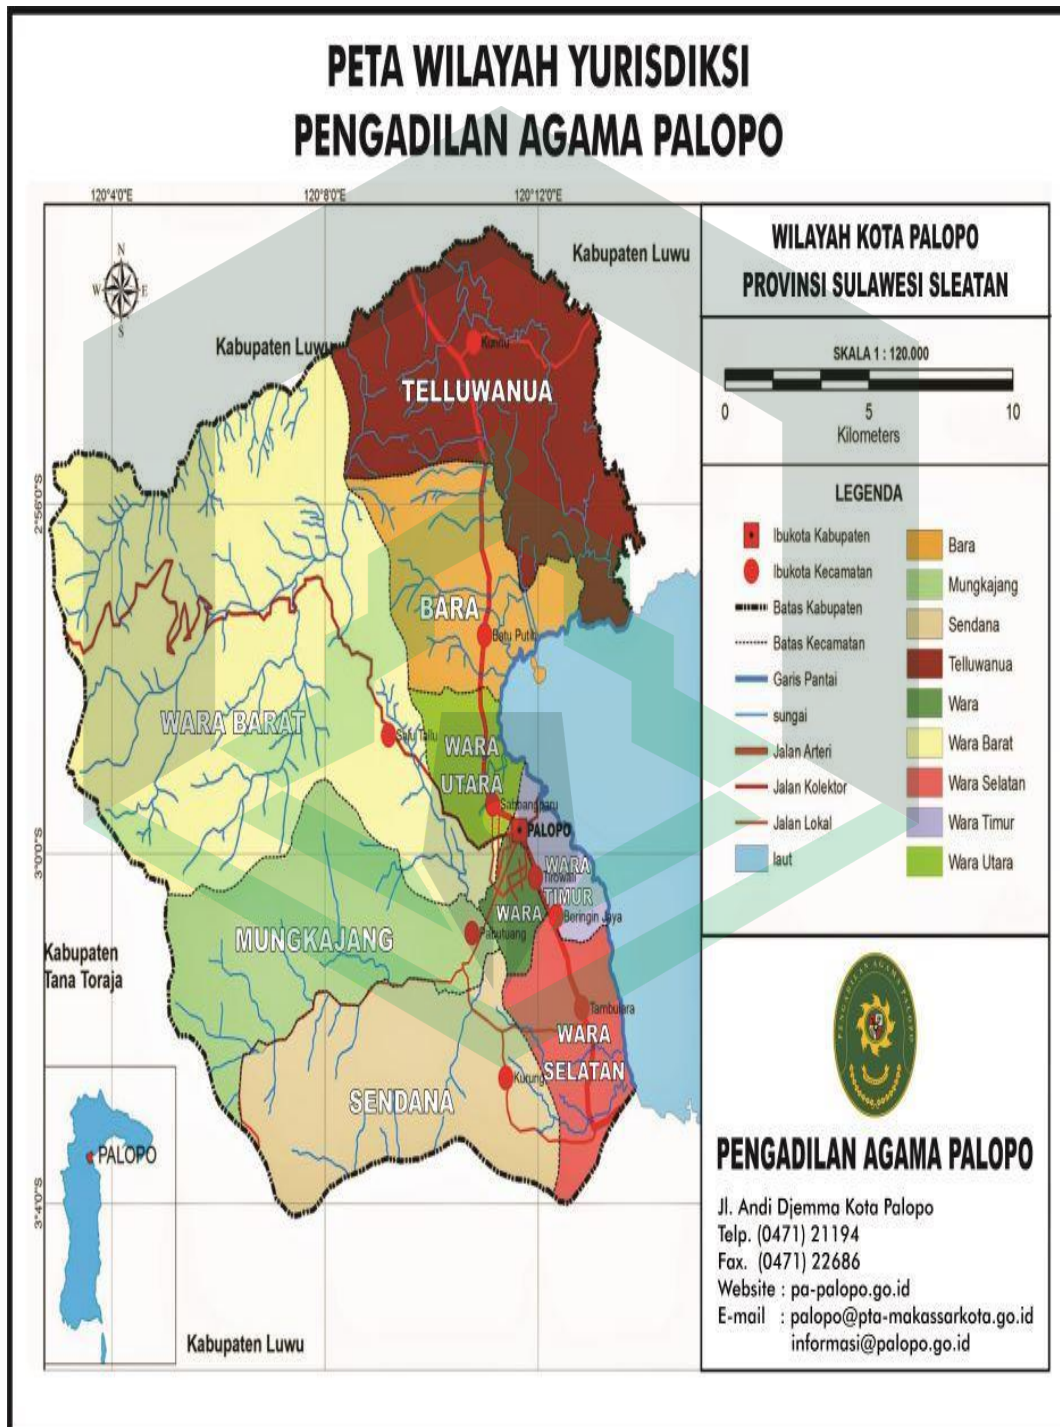 PETA WILAYAH YURISDIKSI
PENGADILAN AGAMA PALOPO
120°4'0"E
120°8'0"E
120°12'0"E
N
W
E
S
Kabupaten Luwu
Kabupaten Luwu
TELLUWANUA
2°56'0"S
BARA
Batu Putih
WARA BARAT
WARA
UTARA
PALOPO
3°0'0"S
WARA
TIMUR
WARA
Beringin Jaya
MUNGKAJANG
Kabupaten
Tana Toraja
WARA
SELATAN
SENDANA
3°4'0"S
PALOPO
Kabupaten Luwu
WILAYAH KOTA PALOPO
PROVINSI SULAWESI SLEATAN
SKALA 1 : 120.000
0
5
10
Kilometers
LEGENDA
Ibukota Kabupaten
Ibukota Kecamatan
Batas Kabupaten
Batas Kecamatan
Garis Pantai
sungai
Jalan Arteri
Jalan Kolektor
Jalan Lokal
laut
Bara
Mungkajang
Sendana
Telluwanua
Wara
Wara Barat
Wara Selatan
Wara Timur
Wara Utara
PENGADILAN AGAMA PALOPO
PENGADILAN AGAMA PALOPO
Jl. Andi Djemma Kota Palopo
Telp. (0471) 21194
Fax. (0471) 22686
Website : pa-palopo.go.id
E-mail : palopo@pta-makassarkota.go.id
informasi@palopo.go.id